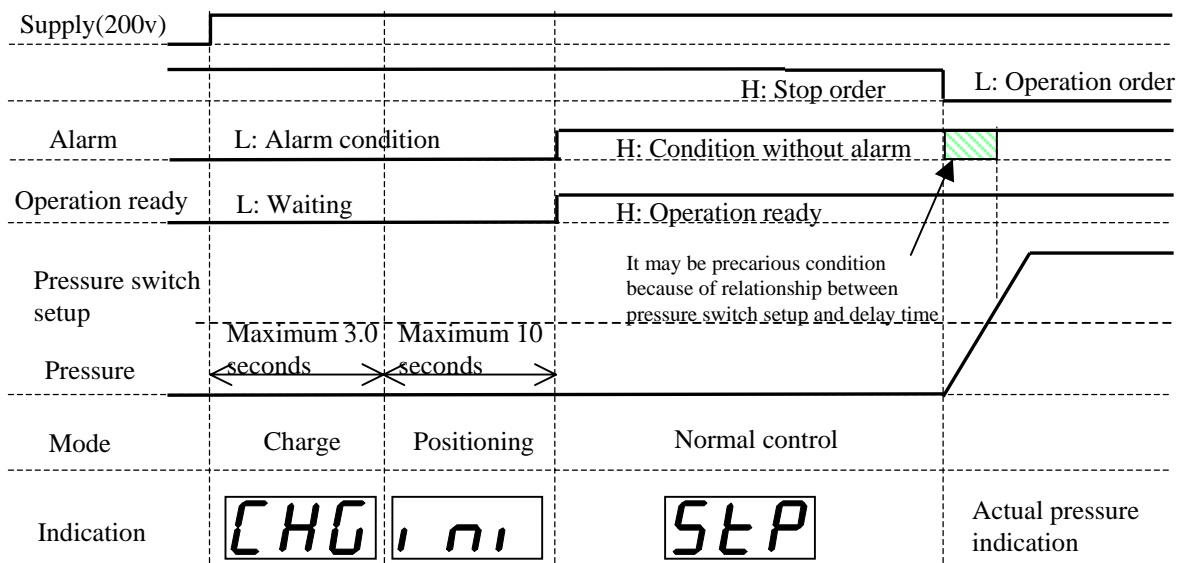 Supply(200v)
H: Stop order
L: Operation order
Alarm
L: Alarm condition
H: Condition without alarm
Operation ready
L: Waiting
H: Operation ready
It may be precarious condition
because of relationship between
pressure switch setup and delay time
Pressure switch
setup
Maximum 3.0
seconds
Maximum 10
seconds
Pressure
Mode
Charge
Positioning
Normal control
Indication
CHG
ini
StP
Actual pressure
indication